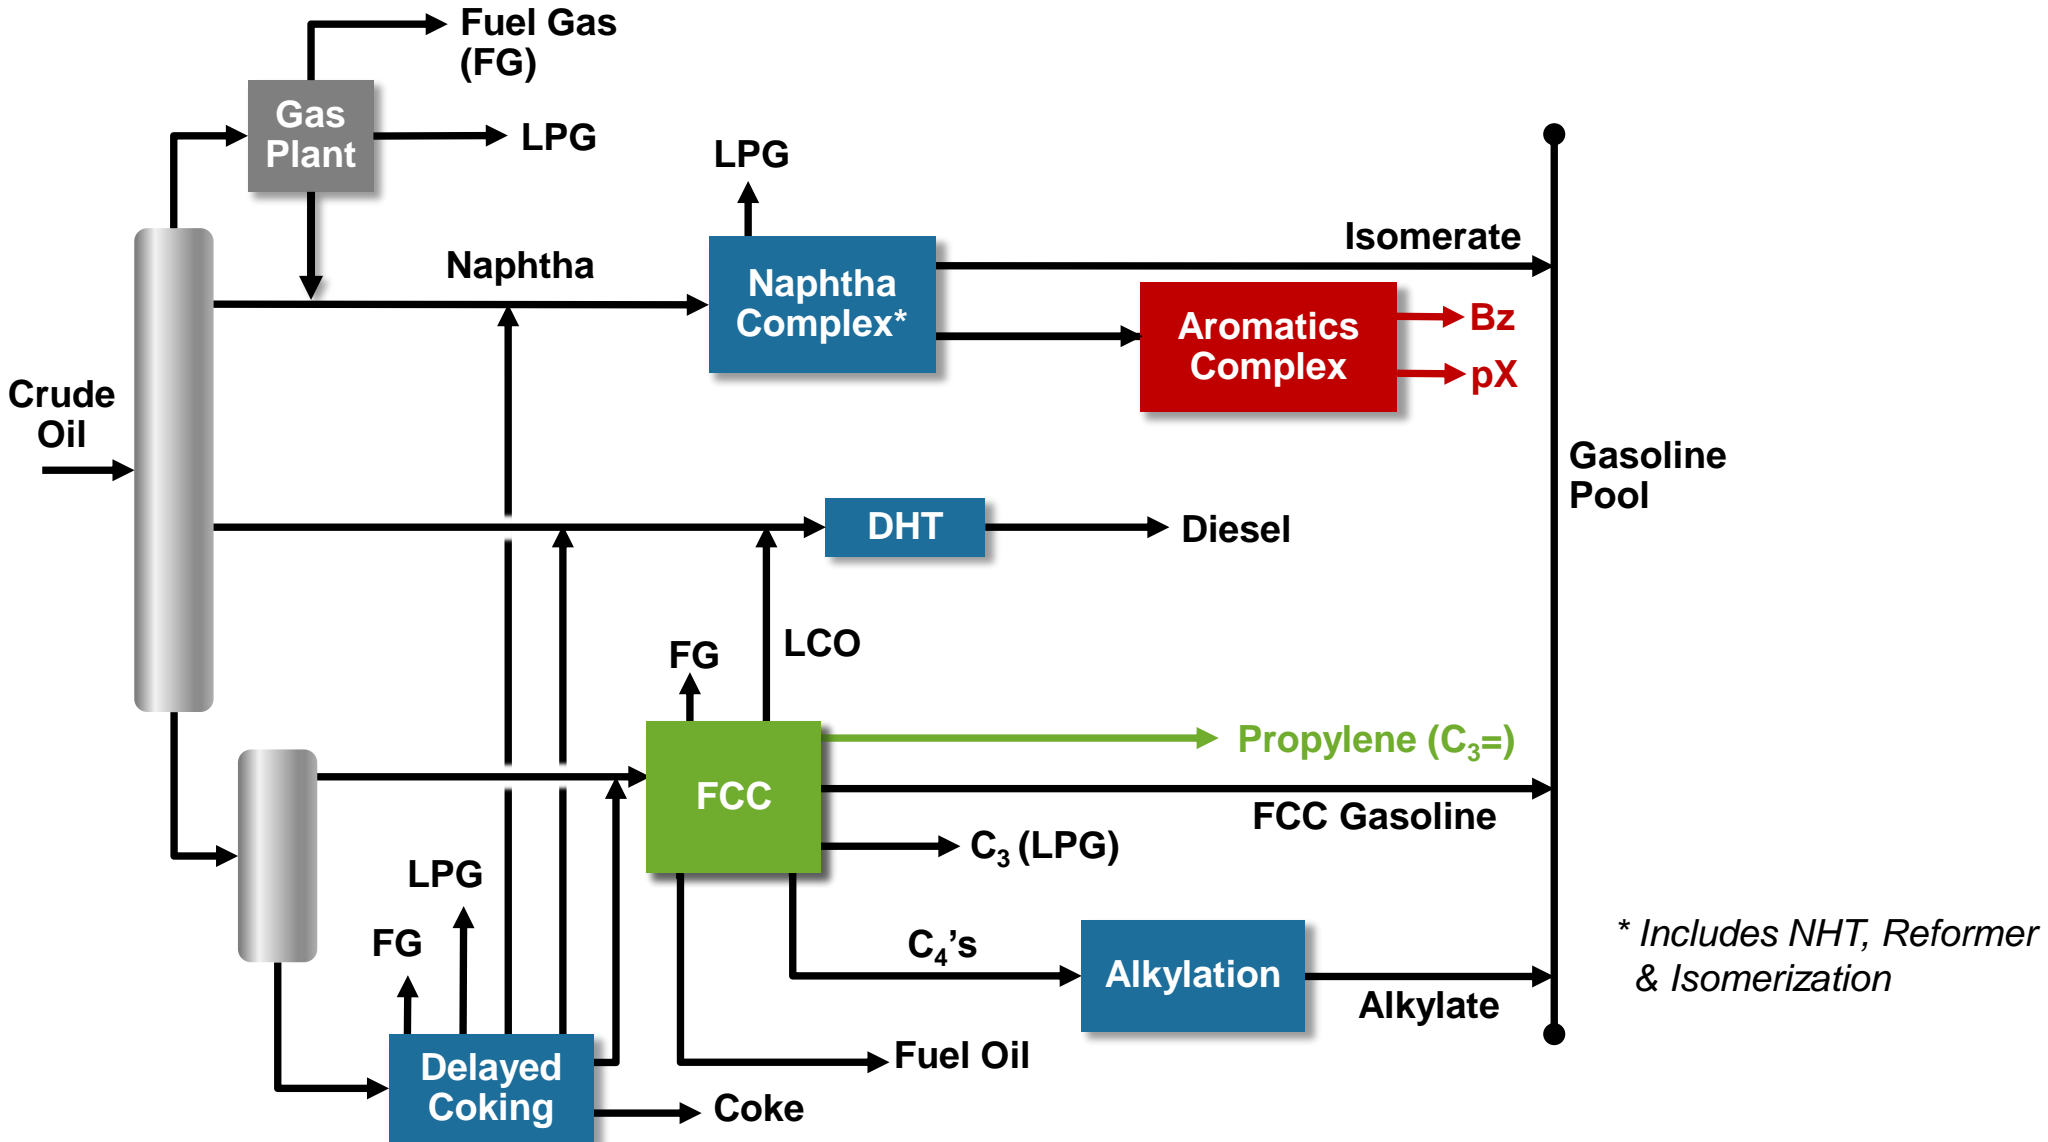 Fuel Gas
(FG)
Gas
Plant
LPG
LPG
Naphtha
Naphtha
Complex*
Isomerate
Aromatics
Complex
Bz
pX
Crude
Oil
Gasoline
Pool
DHT
Diesel
FG
LCO
FCC
Propylene (C₃=)
FCC Gasoline
C₃ (LPG)
LPG
FG
C₄'s
Alkylation
Alkylate
* Includes NHT, Reformer
& Isomerization
Fuel Oil
Delayed
Coking
Coke